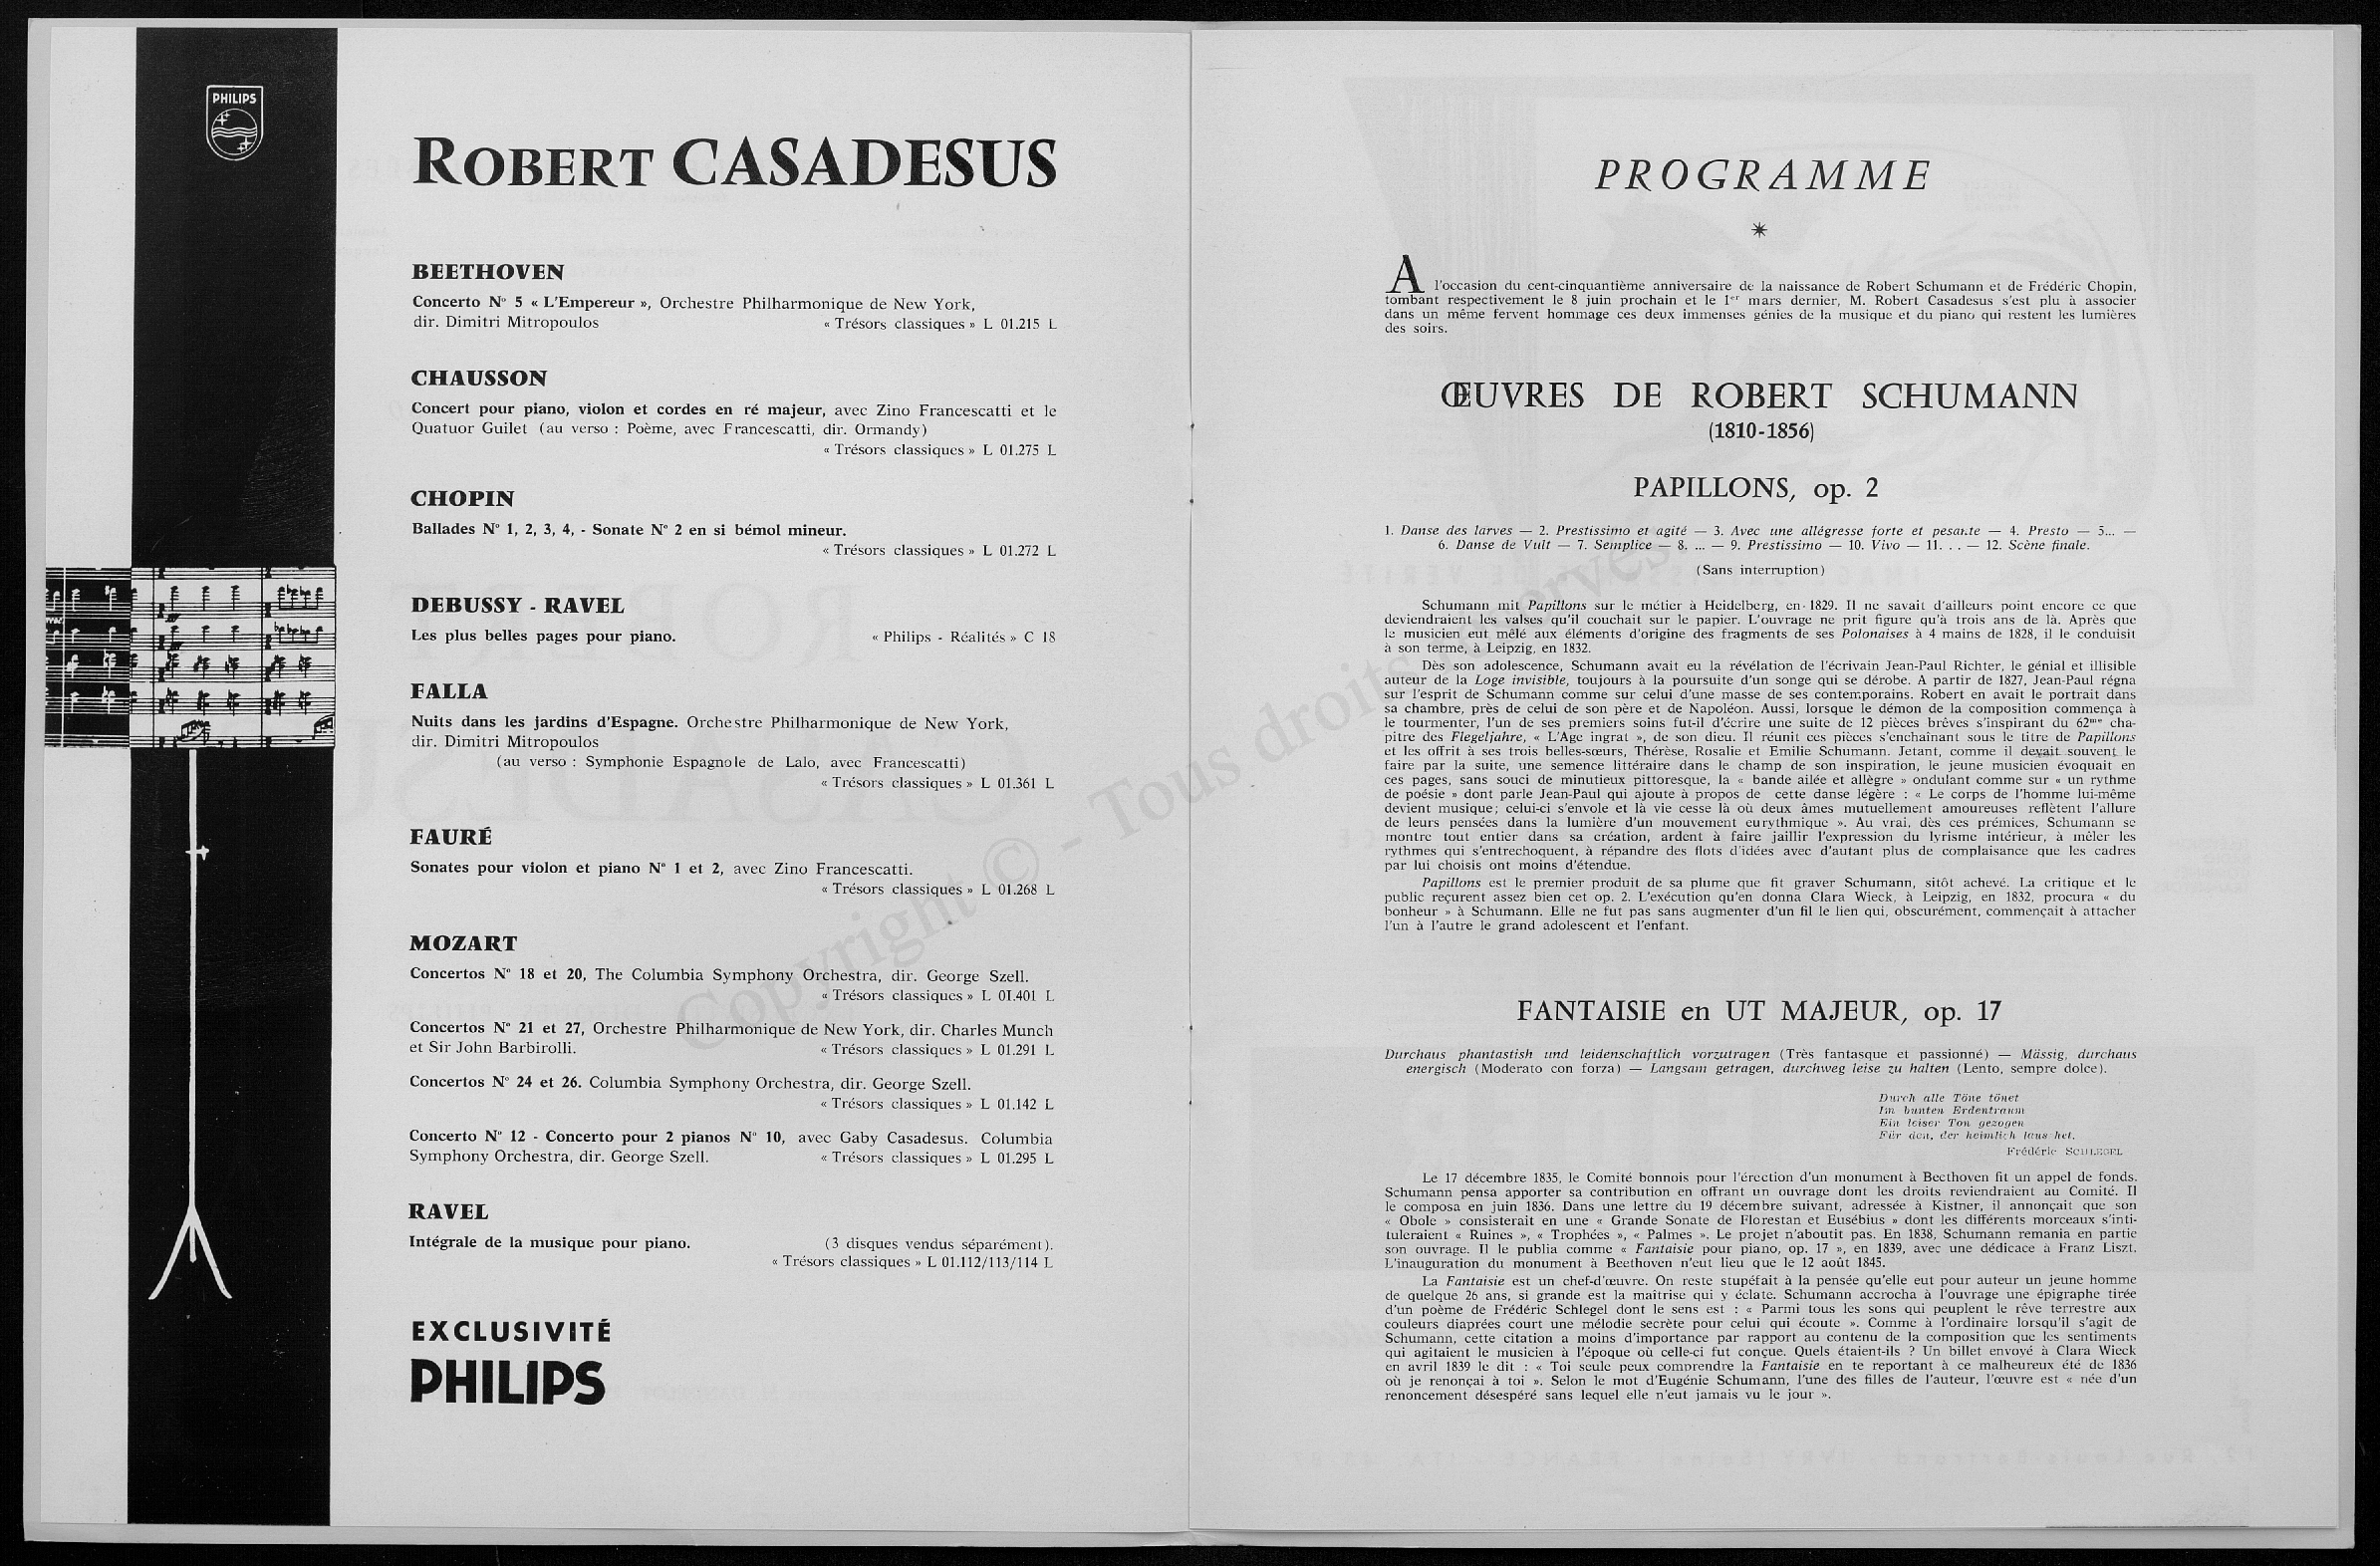 PHILIPS
ROBERT CASADESUS
BEETHOVEN
Concerto N° 5 « L'Empereur », Orchestre Philharmonique de New York,
dir. Dimitri Mitropoulos « Trésors classiques » L 01.215 L
CHAUSSON
Concert pour piano, violon et cordes en ré majeur, avec Zino Francescatti et le
Quatuor Guilet (au verso : Poème, avec Francescatti, dir. Ormandy)
« Trésors classiques » L 01.275 L
CHOPIN
Ballades N° 1, 2, 3, 4, - Sonate N° 2 en si bémol mineur.
« Trésors classiques » L 01.272 L
DEBUSSY - RAVEL
Les plus belles pages pour piano. « Philips - Réalités » C 18
FALLA
Nuits dans les jardins d'Espagne. Orchestre Philharmonique de New York,
dir. Dimitri Mitropoulos
(au verso : Symphonie Espagnole de Lalo, avec Francescatti)
« Trésors classiques » L 01.361 L
FAURÉ
Sonates pour violon et piano N° 1 et 2, avec Zino Francescatti.
« Trésors classiques » L 01.268 L
MOZART
Concertos N° 18 et 20, The Columbia Symphony Orchestra, dir. George Szell.
« Trésors classiques » L 01.401 L
Concertos N° 21 et 27, Orchestre Philharmonique de New York, dir. Charles Munch
et Sir John Barbirolli. « Trésors classiques » L 01.291 L
Concertos N° 24 et 26. Columbia Symphony Orchestra, dir. George Szell.
« Trésors classiques » L 01.142 L
Concerto N° 12 - Concerto pour 2 pianos N° 10, avec Gaby Casadesus. Columbia
Symphony Orchestra, dir. George Szell. « Trésors classiques » L 01.295 L
RAVEL
Intégrale de la musique pour piano. (3 disques vendus séparément).
« Trésors classiques » L 01.112/113/114 L
EXCLUSIVITÉ
PHILIPS
PROGRAMME
A l'occasion du cent-cinquantième anniversaire de la naissance de Robert Schumann et de Frédéric Chopin,
tombant respectivement le 8 juin prochain et le 1er mars dernier, M. Robert Casadesus s'est plu à associer
dans un même fervent hommage ces deux immenses génies de la musique et du piano qui restent les lumières
des soirs.
ŒUVRES DE ROBERT SCHUMANN
(1810-1856)
PAPILLONS, op. 2
1. Danse des larves — 2. Prestissimo et agité — 3. Avec une allégresse forte et pesante — 4. Presto — 5... —
6. Danse de Vult — 7. Semplice — 8. ... — 9. Prestissimo — 10. Vivo — 11. . . — 12. Scène finale.
(Sans interruption)
Schumann mit Papillons sur le métier à Heidelberg, en 1829. Il ne savait d'ailleurs point encore ce que
deviendraient les valses qu'il couchait sur le papier. L'ouvrage ne prit figure qu'à trois ans de là. Après que
le musicien eut mêlé aux éléments d'origine des fragments de ses Polonaises à 4 mains de 1828, il le conduisit
à son terme, à Leipzig, en 1832.
Dès son adolescence, Schumann avait eu la révélation de l'écrivain Jean-Paul Richter, le génial et illisible
auteur de la Loge invisible, toujours à la poursuite d'un songe qui se dérobe. A partir de 1827, Jean-Paul régna
sur l'esprit de Schumann comme sur celui d'une masse de ses contemporains. Robert en avait le portrait dans
sa chambre, près de celui de son père et de Napoléon. Aussi, lorsque le démon de la composition commença à
le tourmenter, l'un de ses premiers soins fut-il d'écrire une suite de 12 pièces brèves s'inspirant du 62me cha-
pitre des Flegeljahre, « L'Age ingrat », de son dieu. Il réunit ces pièces s'enchaînant sous le titre de Papillons
et les offrit à ses trois belles-sœurs, Thérèse, Rosalie et Emilie Schumann. Jetant, comme il devait souvent le
faire par la suite, une semence littéraire dans le champ de son inspiration, le jeune musicien évoquait en
ces pages, sans souci de minutieux pittoresque, la « bande ailée et allègre » ondulant comme sur « un rythme
de poésie » dont parle Jean-Paul qui ajoute à propos de cette danse légère : « Le corps de l'homme lui-même
devient musique; celui-ci s'envole et là vie cesse là où deux âmes mutuellement amoureuses reflètent l'allure
de leurs pensées dans la lumière d'un mouvement eurythmique ». Au vrai, dès ces prémices, Schumann se
montre tout entier dans sa création, ardent à faire jaillir l'expression du lyrisme intérieur, à mêler les
rythmes qui s'entrechoquent, à répandre des flots d'idées avec d'autant plus de complaisance que les cadres
par lui choisis ont moins d'étendue.
Papillons est le premier produit de sa plume que fit graver Schumann, sitôt achevé. La critique et le
public reçurent assez bien cet op. 2. L'exécution qu'en donna Clara Wieck, à Leipzig, en 1832, procura « du
bonheur » à Schumann. Elle ne fut pas sans augmenter d'un fil le lien qui, obscurément, commençait à attacher
l'un à l'autre le grand adolescent et l'enfant.
FANTAISIE en UT MAJEUR, op. 17
Durchaus phantastish und leidenschaftlich vorzutragen (Très fantasque et passionné) — Mässig, durchaus
energisch (Moderato con forza) — Langsam getragen, durchweg leise zu halten (Lento, sempre dolce).
Durch alle Töne tönet
Im bunten Erdentraum
Ein leiser Ton gezogen
Für den, der heimlich laus het.
Frédéric SCHLEGEL
Le 17 décembre 1835, le Comité bonnois pour l'érection d'un monument à Beethoven fit un appel de fonds.
Schumann pensa apporter sa contribution en offrant un ouvrage dont les droits reviendraient au Comité. Il
le composa en juin 1836. Dans une lettre du 19 décembre suivant, adressée à Kistner, il annonçait que son
« Obole » consisterait en une « Grande Sonate de Florestan et Eusébius » dont les différents morceaux s'inti-
tuleraient « Ruines », « Trophées », « Palmes ». Le projet n'aboutit pas. En 1838, Schumann remania en partie
son ouvrage. Il le publia comme « Fantaisie pour piano, op. 17 », en 1839, avec une dédicace à Franz Liszt.
L'inauguration du monument à Beethoven n'eut lieu que le 12 août 1845.
La Fantaisie est un chef-d'œuvre. On reste stupéfait à la pensée qu'elle eut pour auteur un jeune homme
de quelque 26 ans, si grande est la maîtrise qui y éclate. Schumann accrocha à l'ouvrage une épigraphe tirée
d'un poème de Frédéric Schlegel dont le sens est : « Parmi tous les sons qui peuplent le rêve terrestre aux
couleurs diaprées court une mélodie secrète pour celui qui écoute ». Comme à l'ordinaire lorsqu'il s'agit de
Schumann, cette citation a moins d'importance par rapport au contenu de la composition que les sentiments
qui agitaient le musicien à l'époque où celle-ci fut conçue. Quels étaient-ils ? Un billet envoyé à Clara Wieck
en avril 1839 le dit : « Toi seule peux comprendre la Fantaisie en te reportant à ce malheureux été de 1836
où je renonçai à toi ». Selon le mot d'Eugénie Schumann, l'une des filles de l'auteur, l'œuvre est « née d'un
renoncement désespéré sans lequel elle n'eut jamais vu le jour ».
Copyright © - Tous droits réservés